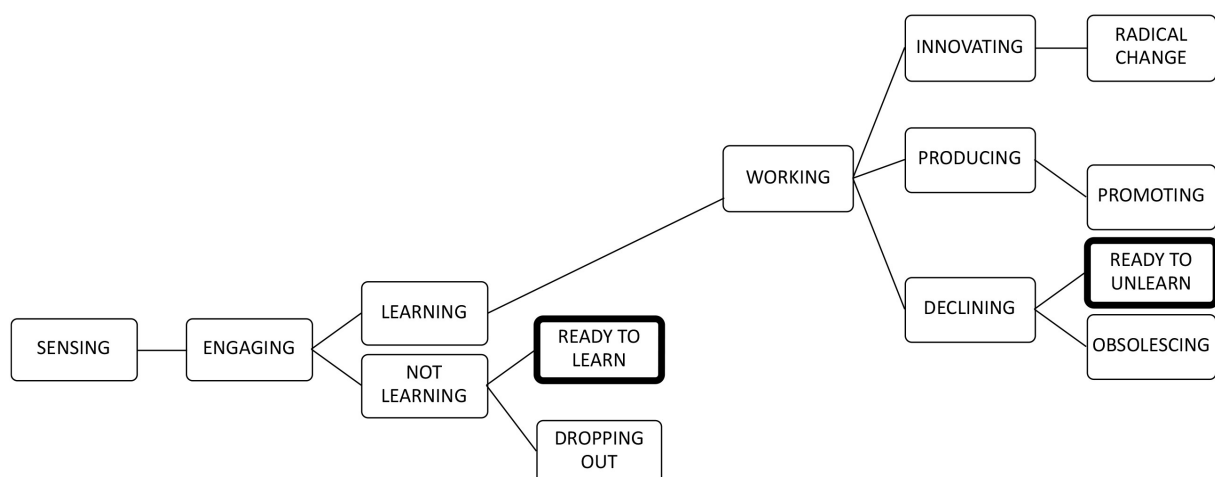 INNOVATING
RADICAL
CHANGE
PRODUCING
WORKING
PROMOTING
READY TO
UNLEARN
DECLINING
LEARNING
SENSING
ENGAGING
READY TO
LEARN
OBSOLESCING
NOT
LEARNING
DROPPING
OUT